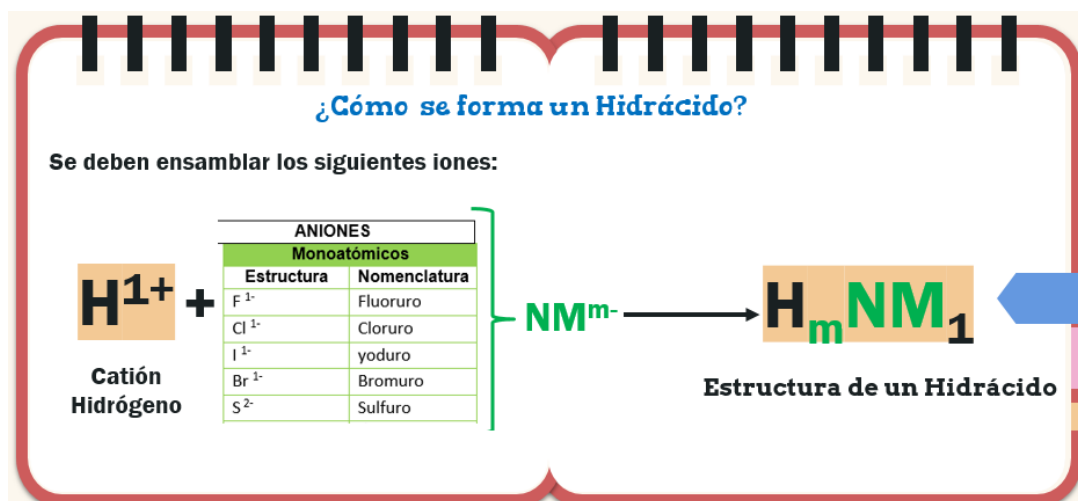 ¿Cómo se forma un Hidrácido?
Se deben ensamblar los siguientes iones:
H1+ +
Catión
Hidrógeno
ANIONES
Monoatómicos
Estructura Nomenclatura
F 1- Fluoruro
Cl 1- Cloruro
I 1- yoduro
Br 1- Bromuro
S 2- Sulfuro
NMm-
HmNM1
Estructura de un Hidrácido